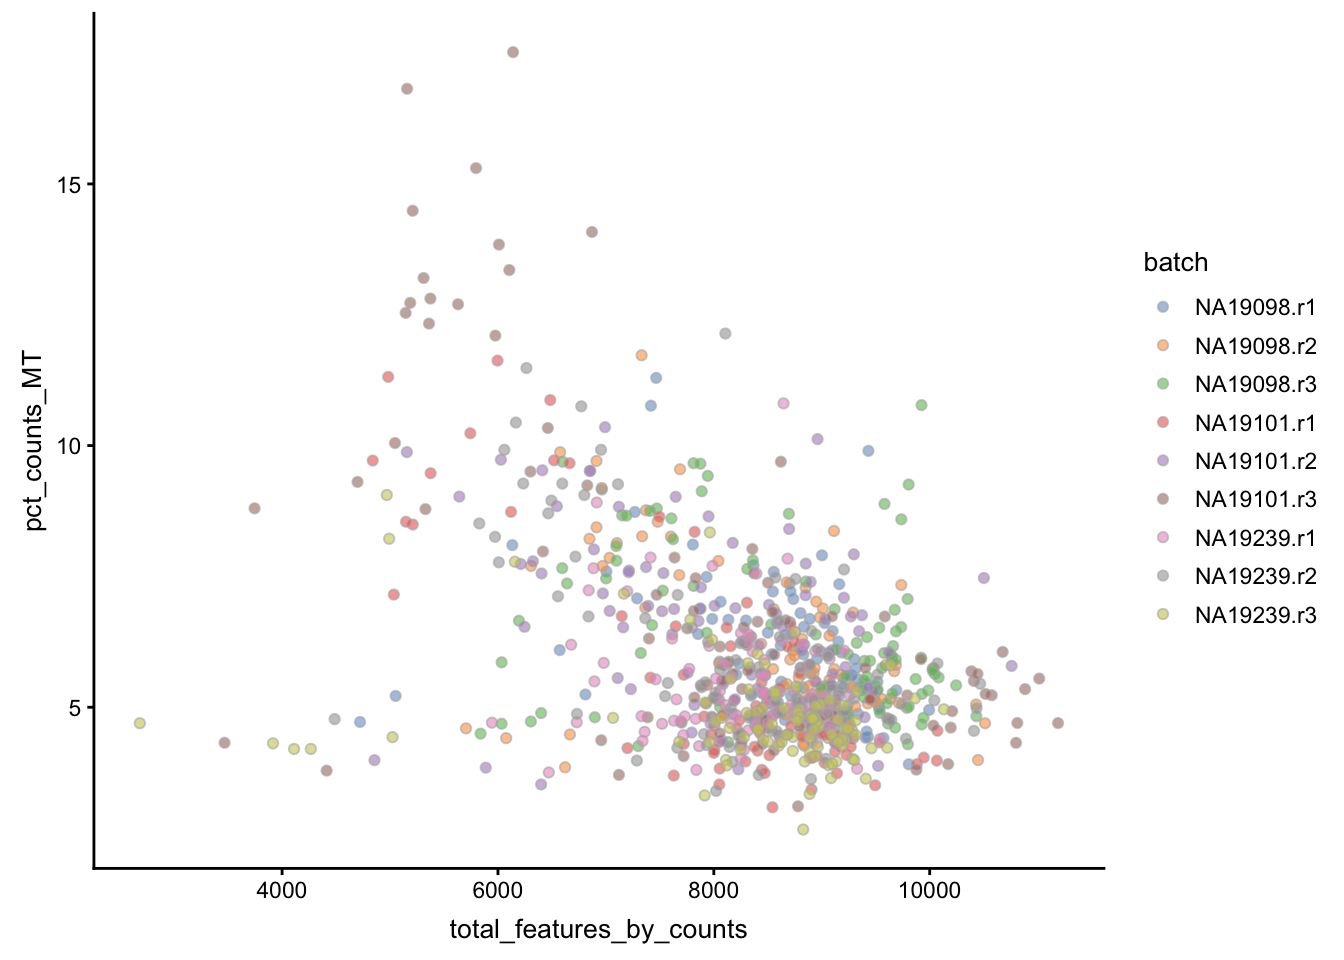 15
10
5
pct_counts_MT
4000 6000 8000 10000
total_features_by_counts
batch
NA19098.r1
NA19098.r2
NA19098.r3
NA19101.r1
NA19101.r2
NA19101.r3
NA19239.r1
NA19239.r2
NA19239.r3